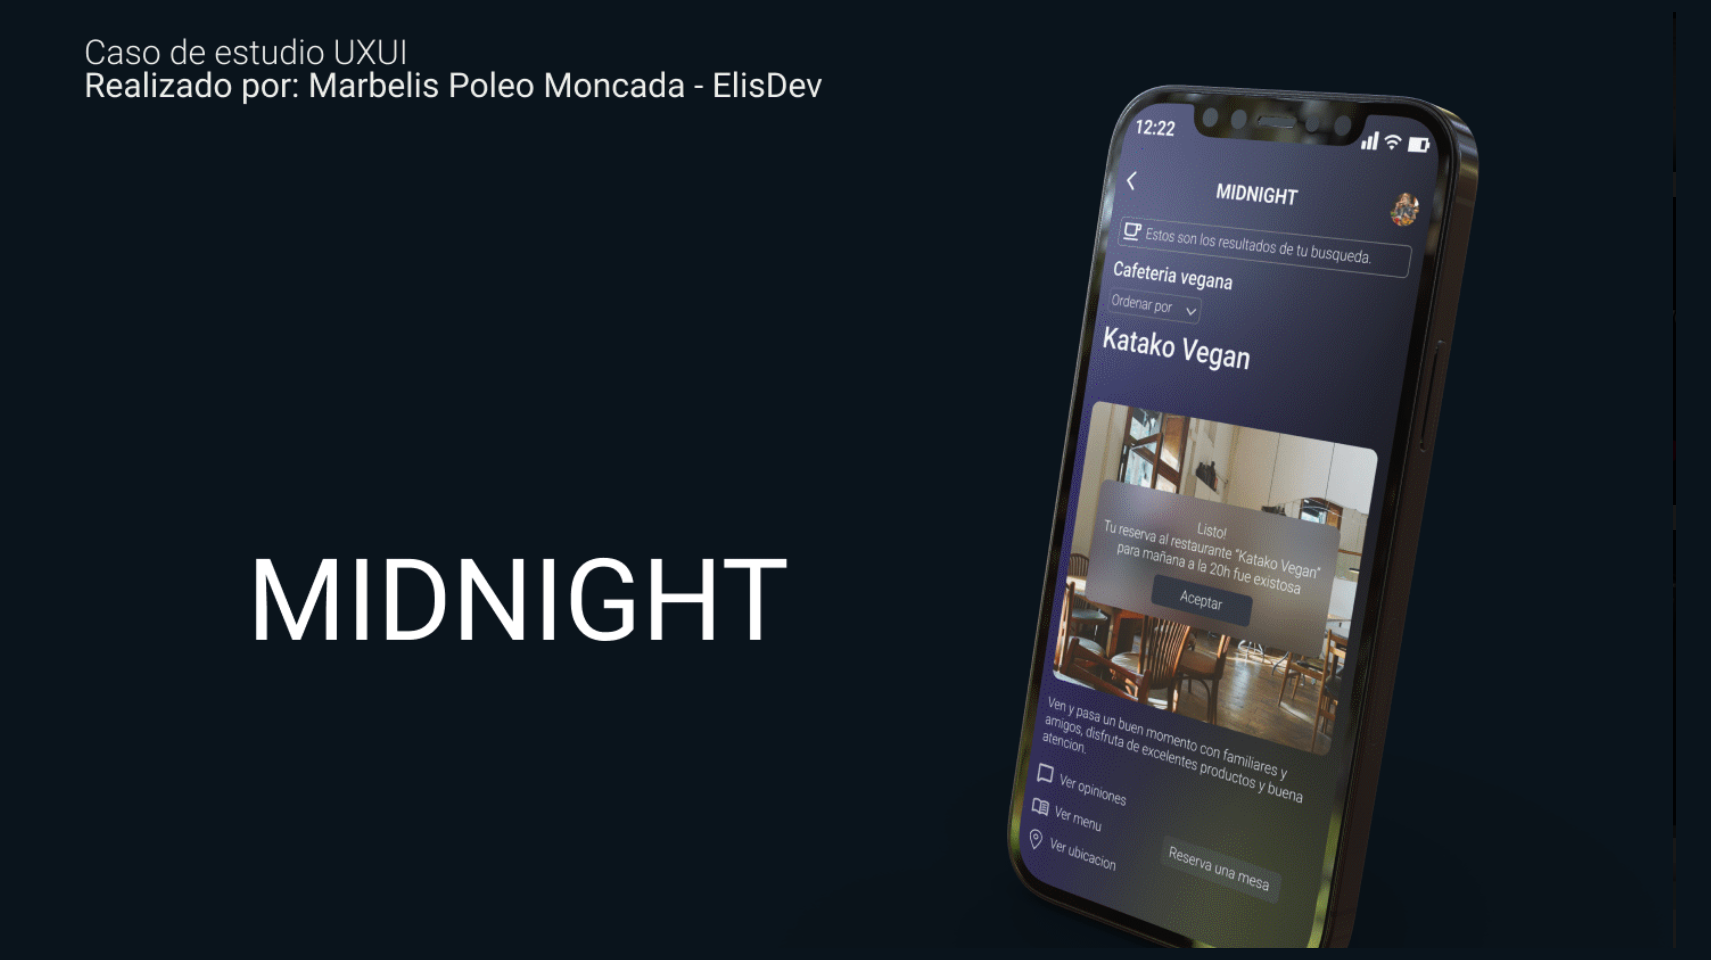 Caso de estudio UXUI
Realizado por: Marbelis Poleo Moncada - ElisDev
MIDNIGHT
12:22
MIDNIGHT
Estos son los resultados de tu busqueda.
Cafeteria vegana
Ordenar por
Katako Vegan
Listo!
Tu reserva al restaurante “Katako Vegan”
para mañana a la 20h fue existosa
Aceptar
Ven y pasa un buen momento con familiares y
amigos, disfruta de excelentes productos y buena
atencion.
Ver opiniones
Ver menu
Ver ubicacion
Reserva una mesa